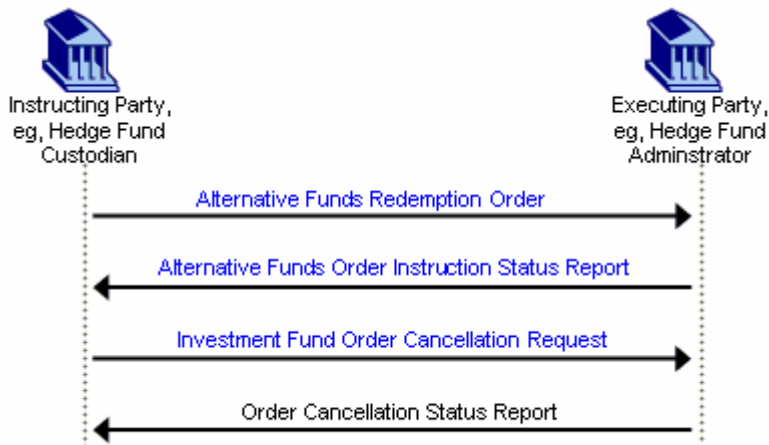 Instructing Party,
eg, Hedge Fund
Custodian
Executing Party,
eg, Hedge Fund
Adminstrator
Alternative Funds Redemption Order
Alternative Funds Order Instruction Status Report
Investment Fund Order Cancellation Request
Order Cancellation Status Report